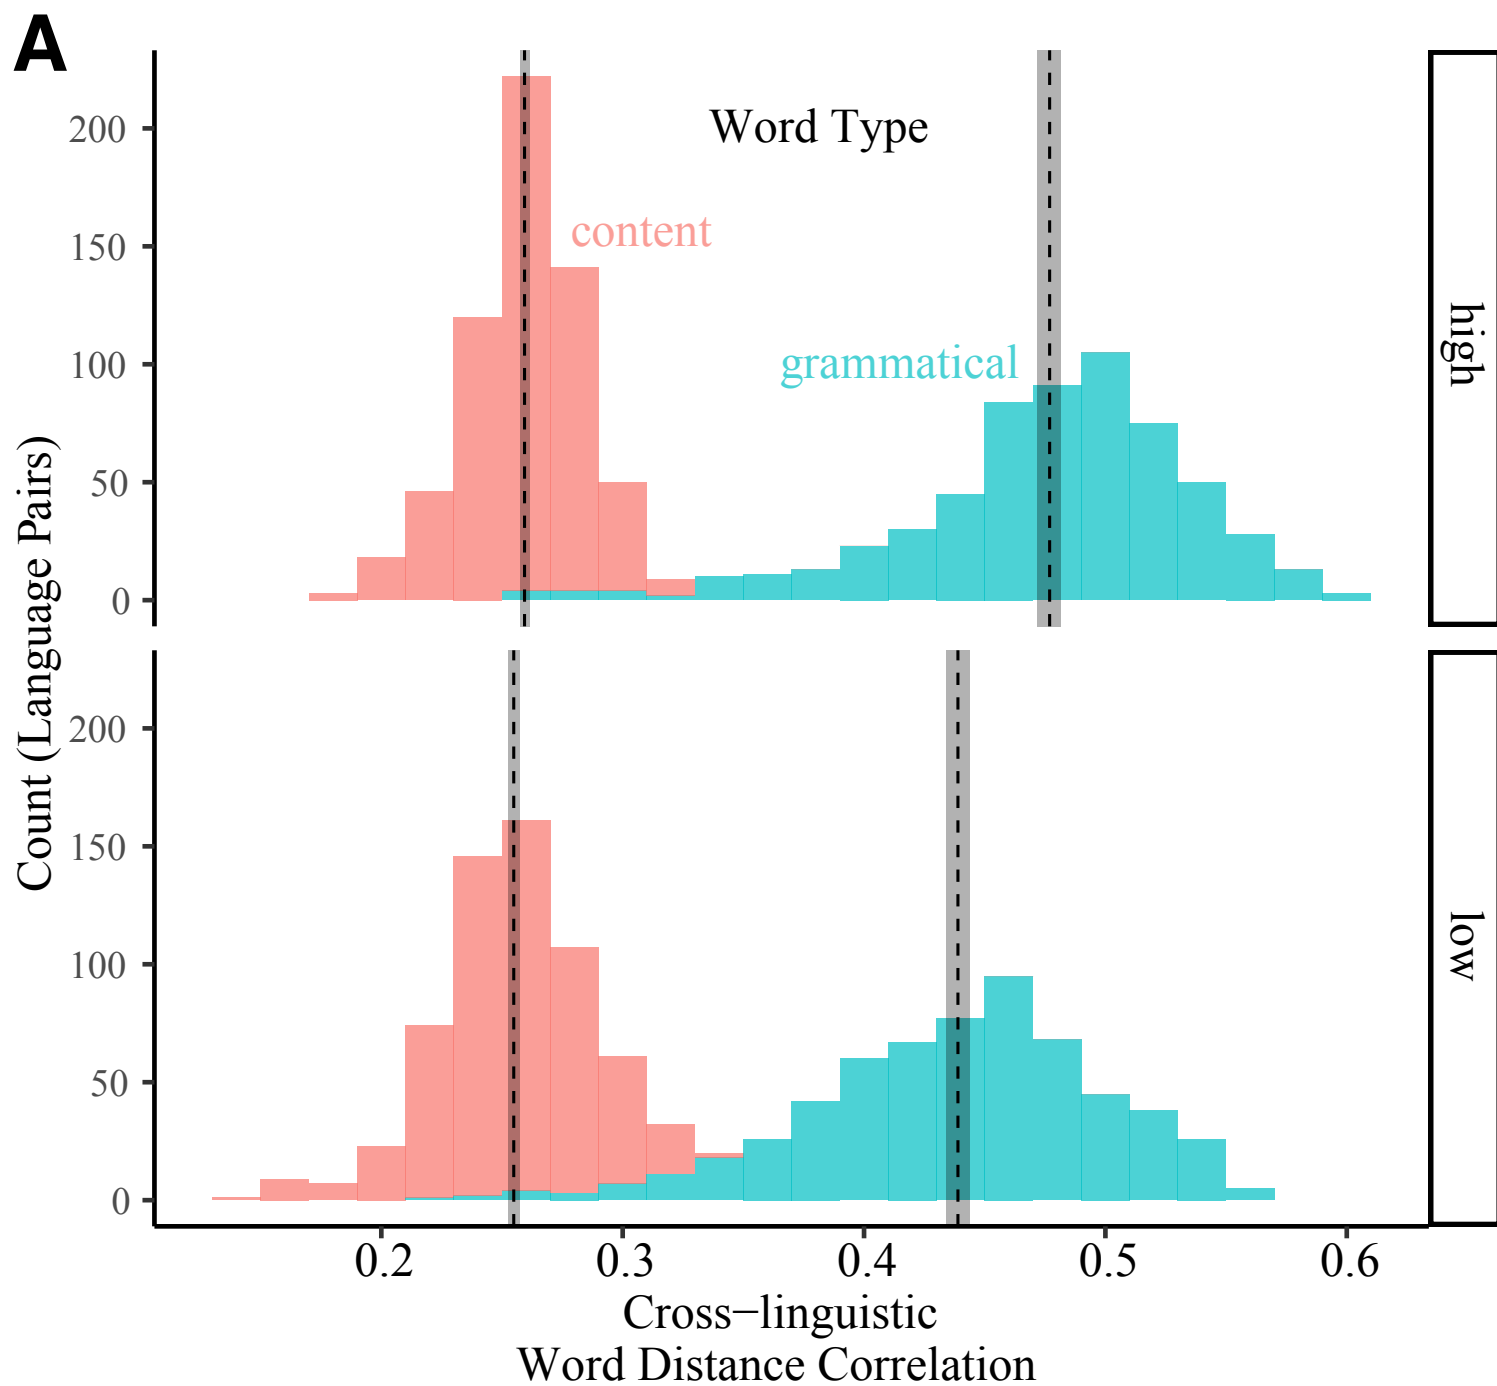 A
Word Type
content
grammatical
200
150
100
50
0
high
200
150
100
50
0
low
Count (Language Pairs)
0.2 0.3 0.4 0.5 0.6
Cross−linguistic
Word Distance Correlation